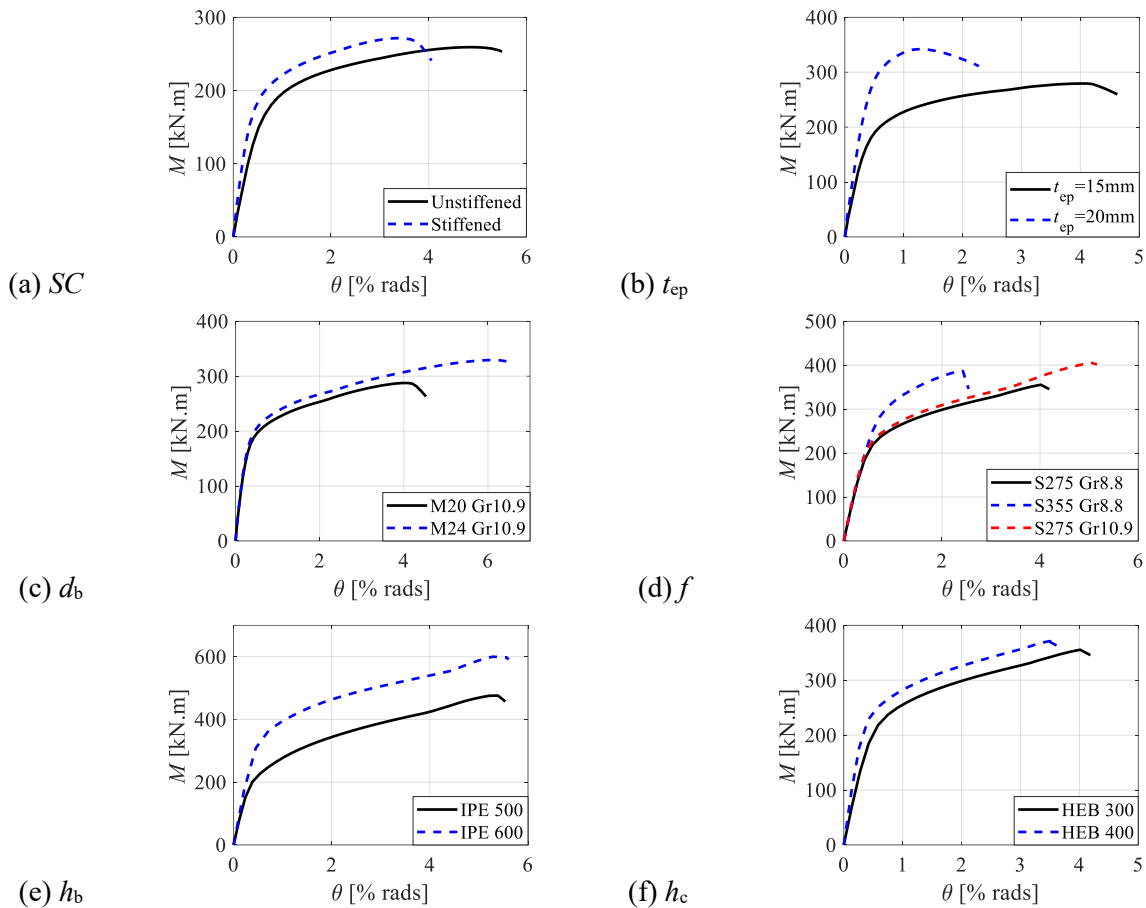 300
200
100
0
M [kN.m]
0 2 4 6
θ [% rads]
Unstiffened
Stiffened
(a) SC
400
300
200
100
0
M [kN.m]
0 1 2 3 4 5
θ [% rads]
tep=15mm
tep=20mm
(b) tep
400
300
200
100
0
M [kN.m]
0 2 4 6
θ [% rads]
M20 Gr10.9
M24 Gr10.9
(c) db
500
400
300
200
100
0
M [kN.m]
0 2 4 6
θ [% rads]
S275 Gr8.8
S355 Gr8.8
S275 Gr10.9
(d) f
600
400
200
0
M [kN.m]
0 2 4 6
θ [% rads]
IPE 500
IPE 600
(e) hb
400
300
200
100
0
M [kN.m]
0 1 2 3 4 5
θ [% rads]
HEB 300
HEB 400
(f) hc